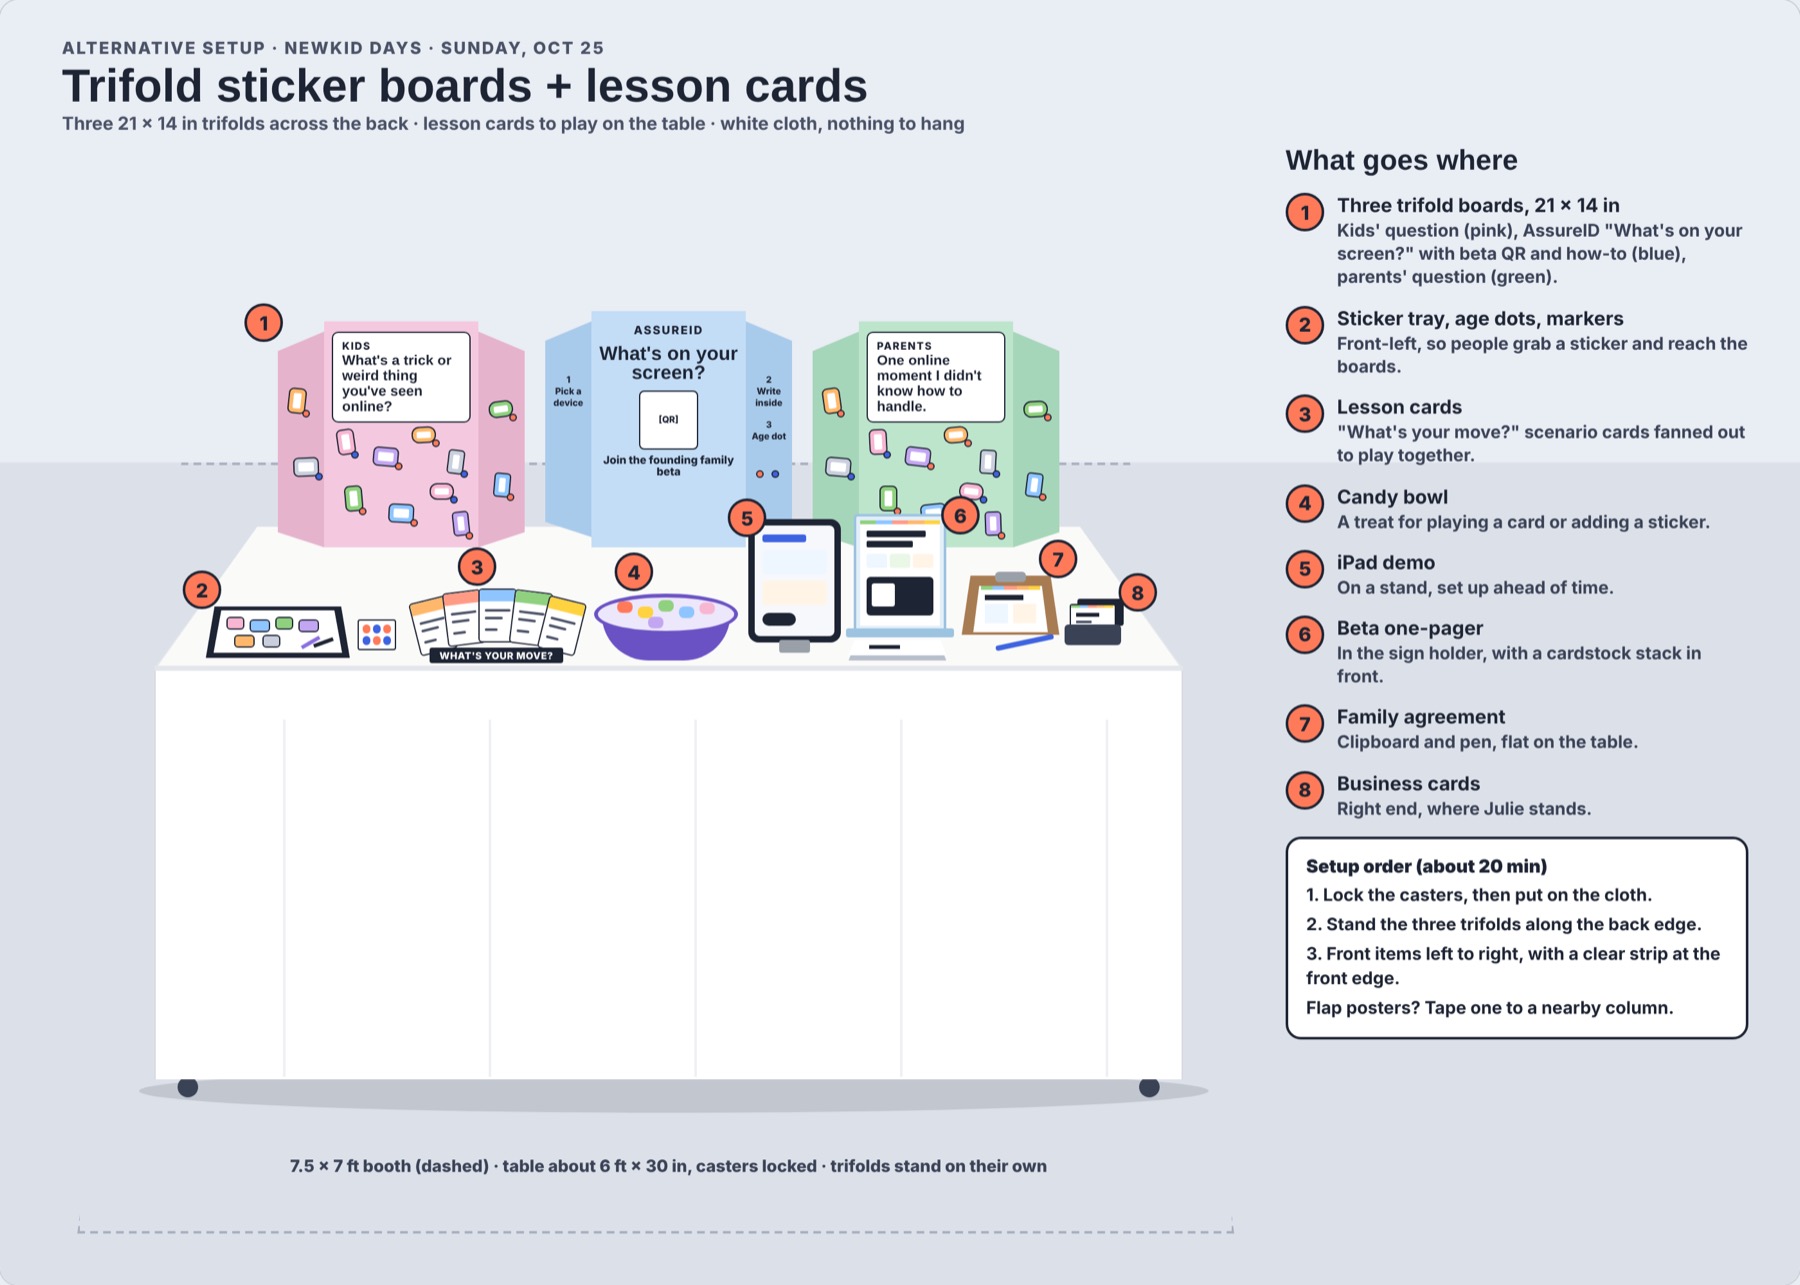 ALTERNATIVE SETUP · NEWKID DAYS · SUNDAY, OCT 25
Trifold sticker boards + lesson cards
Three 21 × 14 in trifolds across the back · lesson cards to play on the table · white cloth, nothing to hang
1
KIDS
What's a trick or
weird thing
you've seen
online?
ASSUREID
What's on your
screen?
1
Pick a
device
[QR]
2
Write
inside
3
Age dot
Join the founding family
beta
PARENTS
One online
moment I didn't
know how to
handle.
2
3
WHAT'S YOUR MOVE?
4
5
6
7
8
7.5 × 7 ft booth (dashed) · table about 6 ft × 30 in, casters locked · trifolds stand on their own
What goes where
1
Three trifold boards, 21 × 14 in
Kids' question (pink), AssureID "What's on your
screen?" with beta QR and how-to (blue),
parents' question (green).
2
Sticker tray, age dots, markers
Front-left, so people grab a sticker and reach the
boards.
3
Lesson cards
"What's your move?" scenario cards fanned out
to play together.
4
Candy bowl
A treat for playing a card or adding a sticker.
5
iPad demo
On a stand, set up ahead of time.
6
Beta one-pager
In the sign holder, with a cardstock stack in
front.
7
Family agreement
Clipboard and pen, flat on the table.
8
Business cards
Right end, where Julie stands.
Setup order (about 20 min)
1. Lock the casters, then put on the cloth.
2. Stand the three trifolds along the back edge.
3. Front items left to right, with a clear strip at the
front edge.
Flap posters? Tape one to a nearby column.